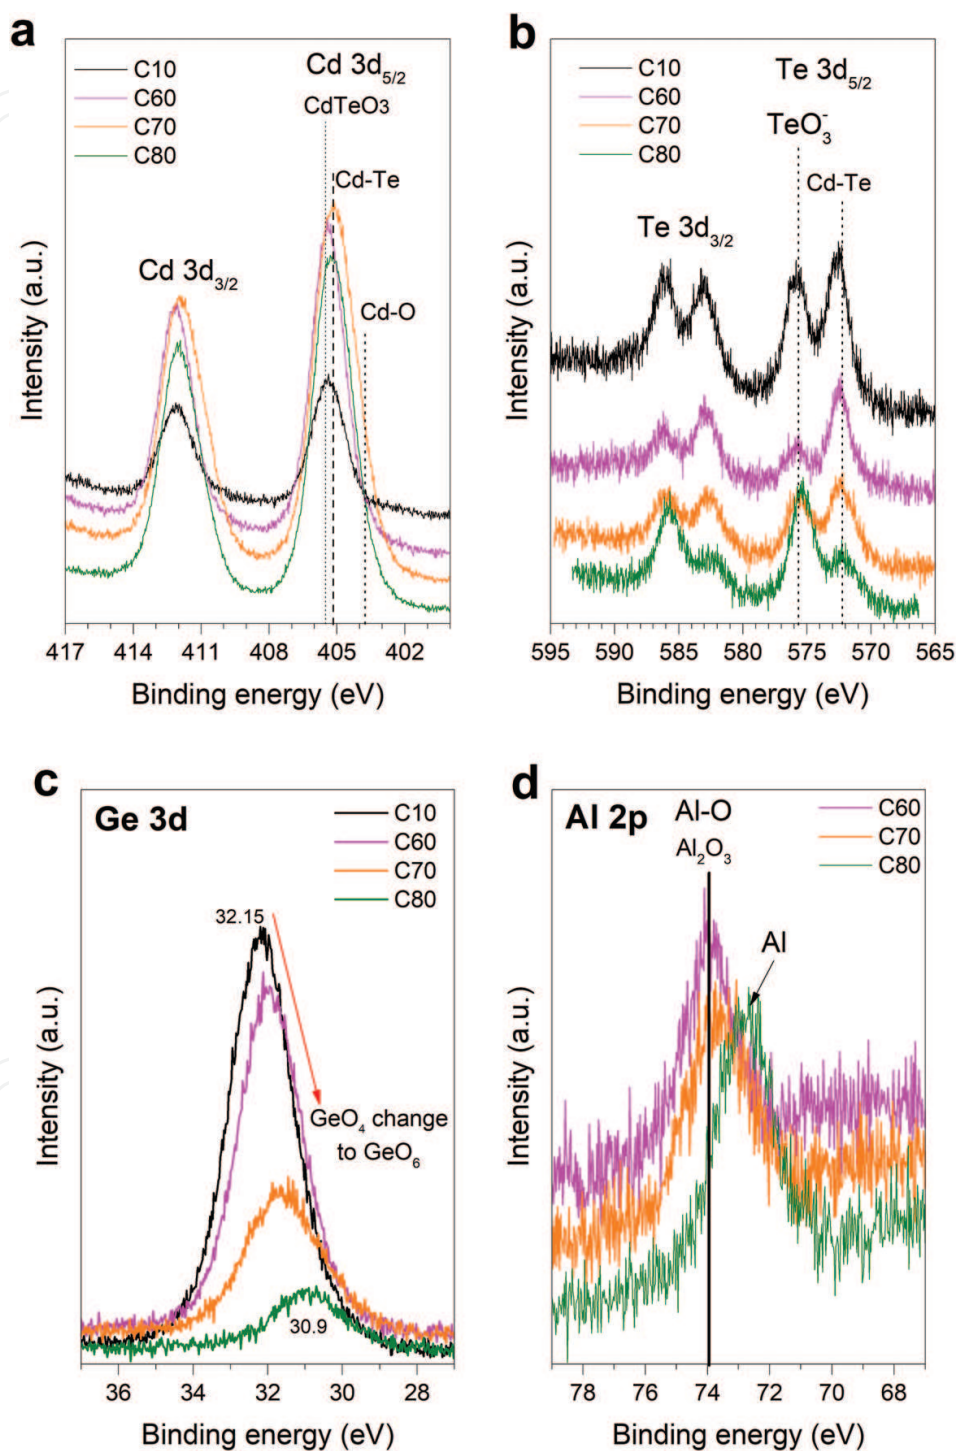 a
C10
C60
C70
C80
Cd 3d5/2
CdTeO3
Cd-Te
Cd 3d3/2
Cd-O
Intensity (a.u.)
417 414 411 408 405 402
Binding energy (eV)
b
C10
C60
C70
C80
Te 3d5/2
TeO3-
Cd-Te
Te 3d3/2
Intensity (a.u.)
595 590 585 580 575 570 565
Binding energy (eV)
c
Ge 3d
C10
C60
C70
C80
32.15
GeO4 change
to GeO6
30.9
Intensity (a.u.)
36 34 32 30 28
Binding energy (eV)
d
Al 2p
Al-O
Al2O3
C60
C70
C80
Al
Intensity (a.u.)
78 76 74 72 70 68
Binding energy (eV)